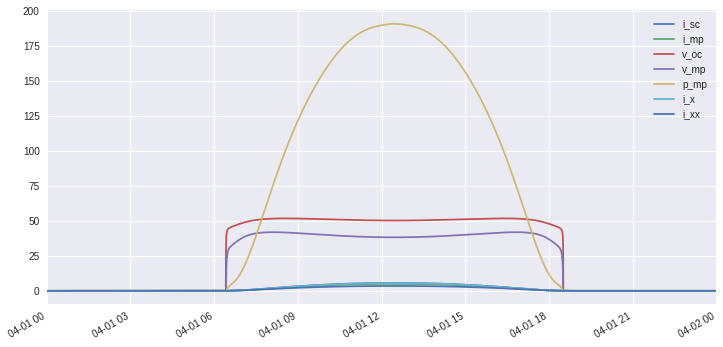 200
175
150
125
100
75
50
25
0
i_sc
i_mp
v_oc
v_mp
p_mp
i_x
i_xx
04-01 00
04-01 03
04-01 06
04-01 09
04-01 12
04-01 15
04-01 18
04-01 21
04-02 00